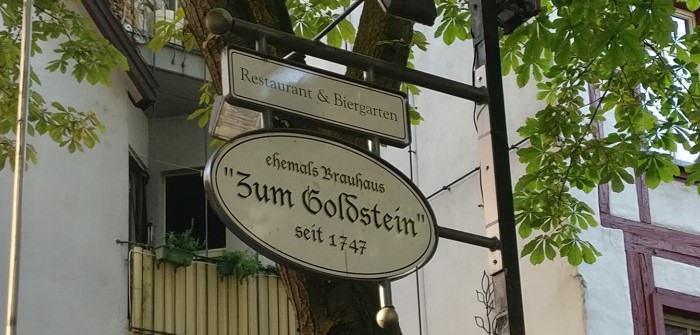 Restaurant & Biergarten
ehemals Brauhaus
"Zum Goldstein"
seit 1747